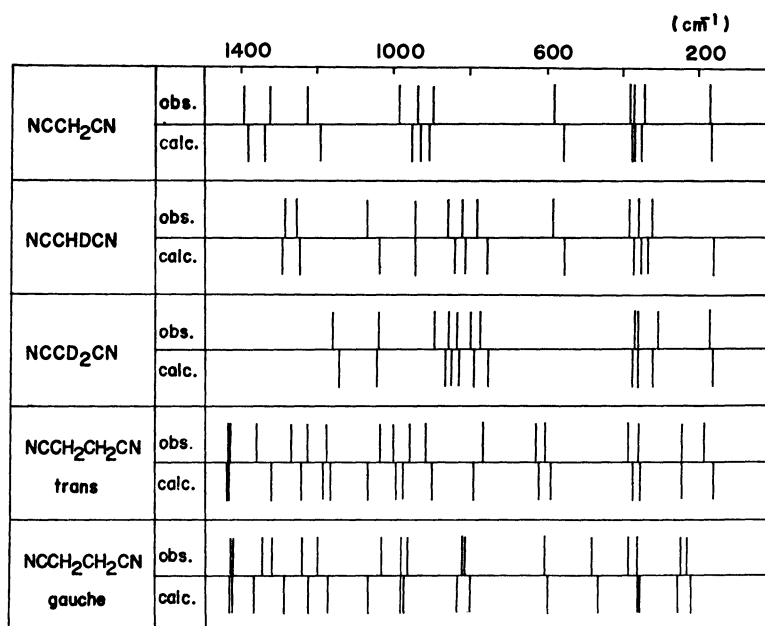 (cm⁻¹)
1400 1000 600 200
NCCH₂CN
obs.
calc.
NCCHDCN
obs.
calc.
NCCD₂CN
obs.
calc.
NCCH₂CH₂CN
trans
obs.
calc.
NCCH₂CH₂CN
gauche
obs.
calc.